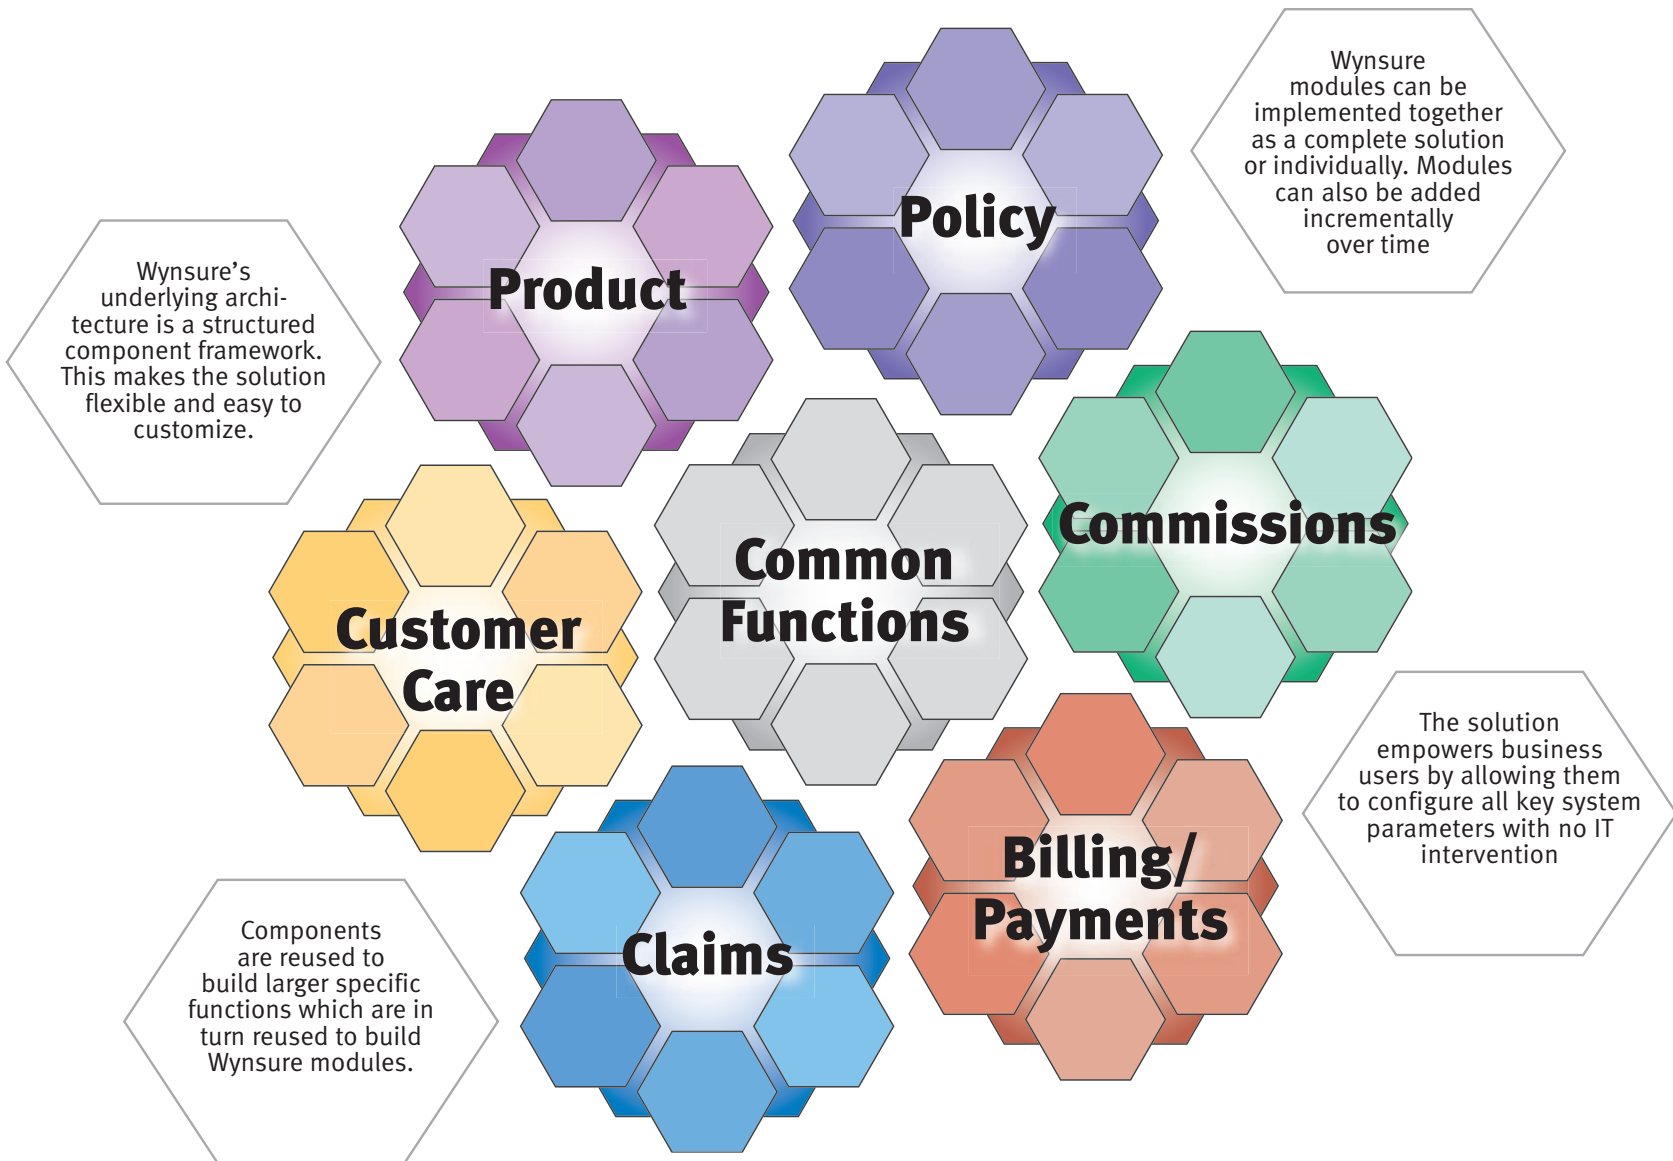 Wynsure
modules can be
implemented together
as a complete solution
or individually. Modules
can also be added
incrementally
over time
Policy
Wynsure’s
underlying archi-
tecture is a structured
component framework.
This makes the solution
flexible and easy to
customize.
Product
Commissions
Common
Functions
Customer
Care
The solution
empowers business
users by allowing them
to configure all key system
parameters with no IT
intervention
Billing/
Payments
Claims
Components
are reused to
build larger specific
functions which are in
turn reused to build
Wynsure modules.